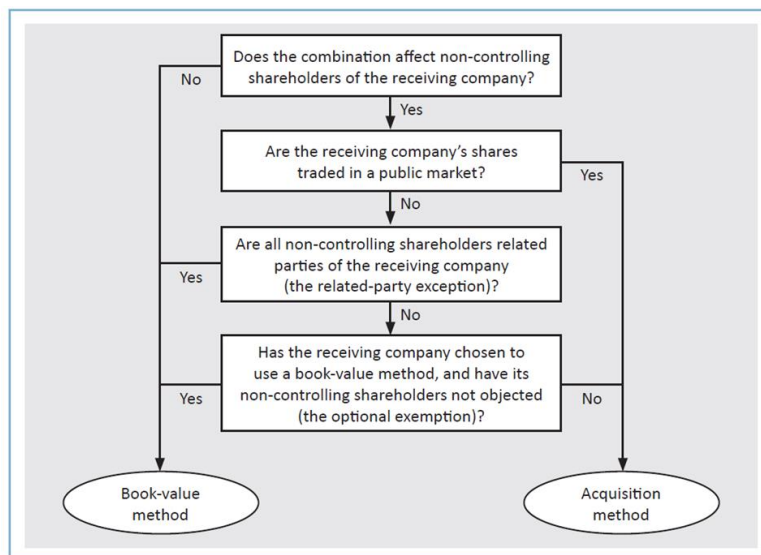 Does the combination affect non-controlling
shareholders of the receiving company?
No
Yes
Are the receiving company's shares
traded in a public market?
Yes
No
Are all non-controlling shareholders related
parties of the receiving company
(the related-party exception)?
Yes
No
Has the receiving company chosen to
use a book-value method, and have its
non-controlling shareholders not objected
(the optional exemption)?
Yes
No
Book-value
method
Acquisition
method